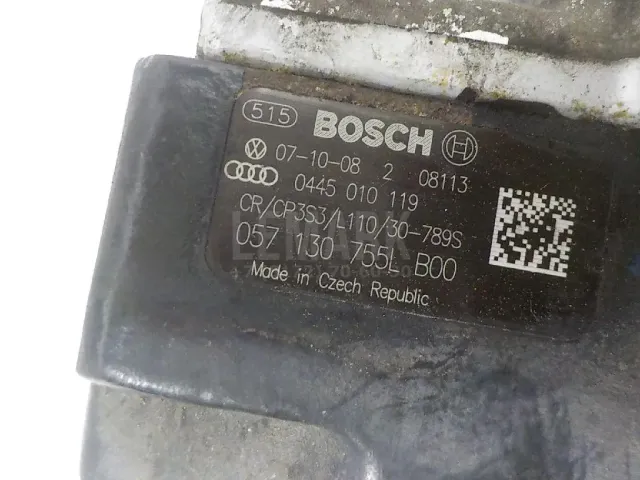 515 BOSCH
07-10-08 2 08113
0445 010 119
CR/CP3S3/L110/30-789S
057 130 755L B00
Made in Czech Republic
LEMARK